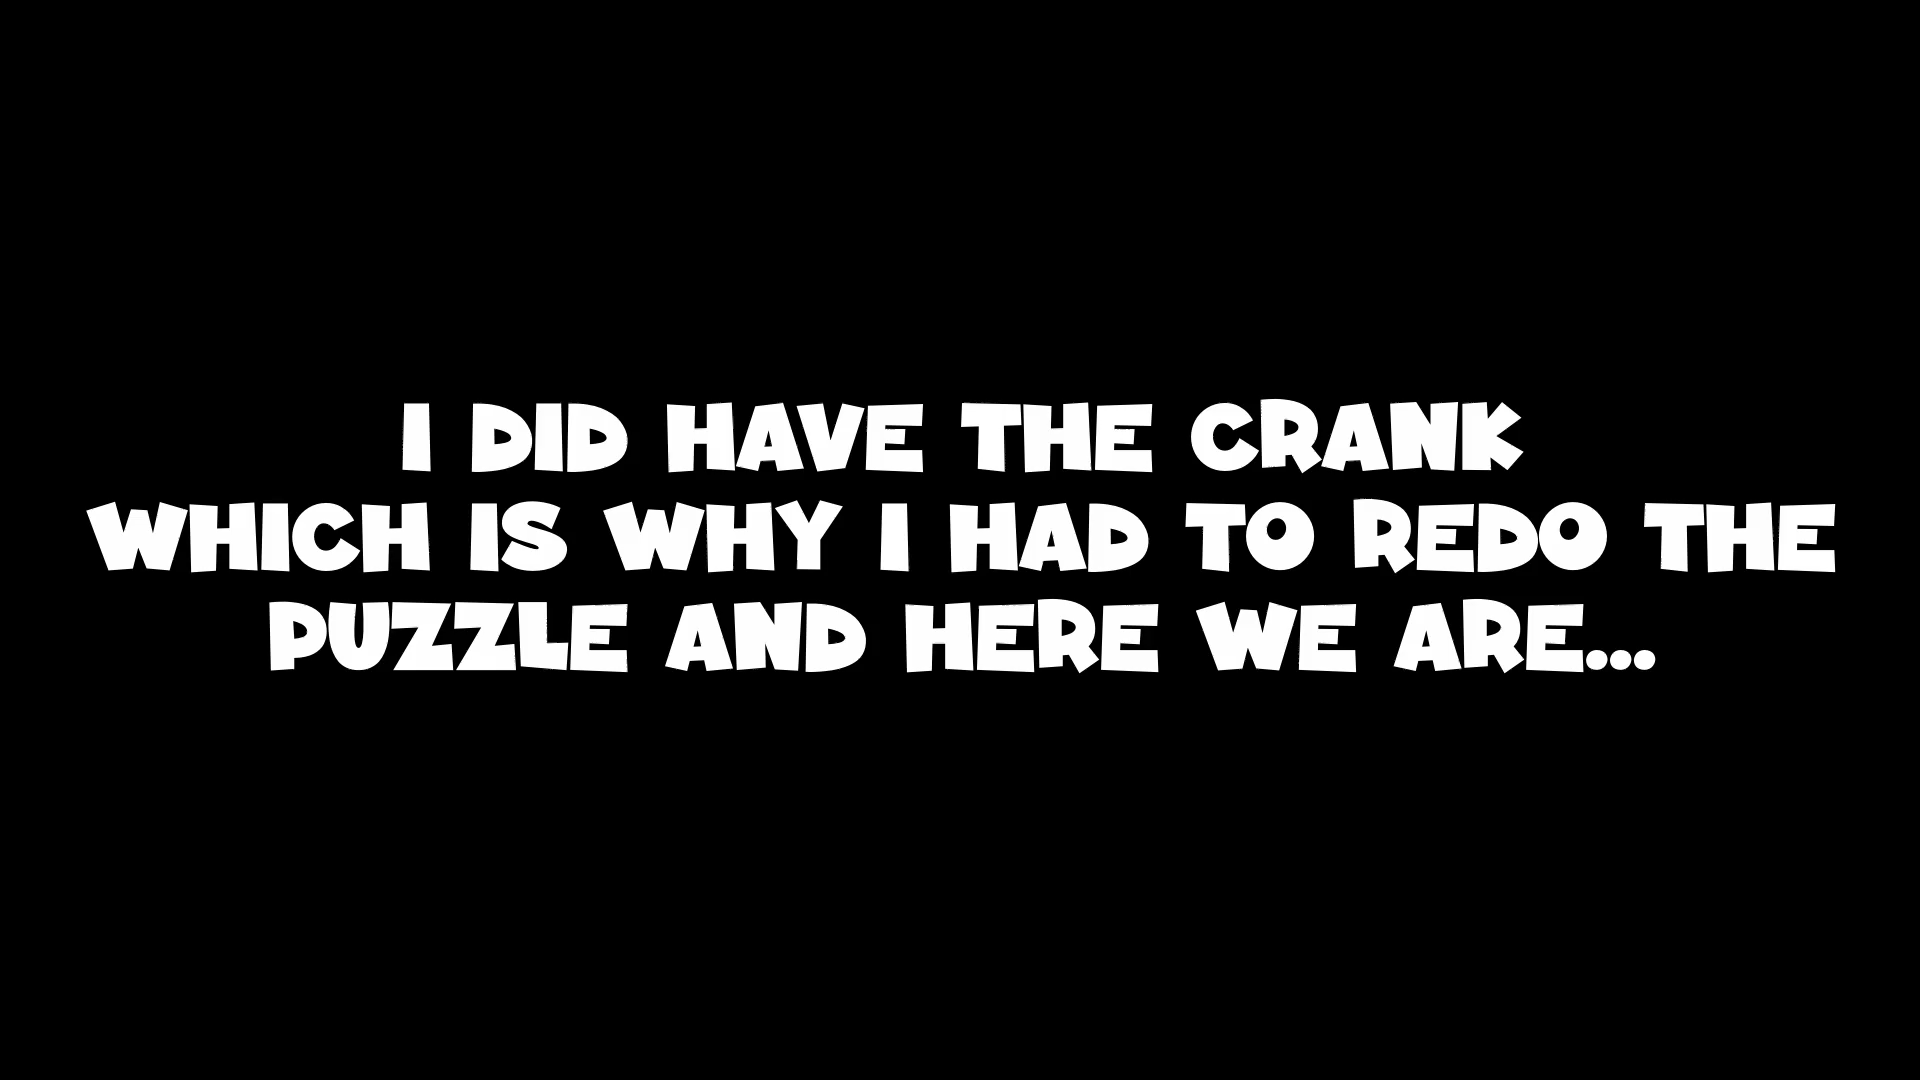 I DID HAVE THE CRANK
WHICH IS WHY I HAD TO REDO THE
PUZZLE AND HERE WE ARE...